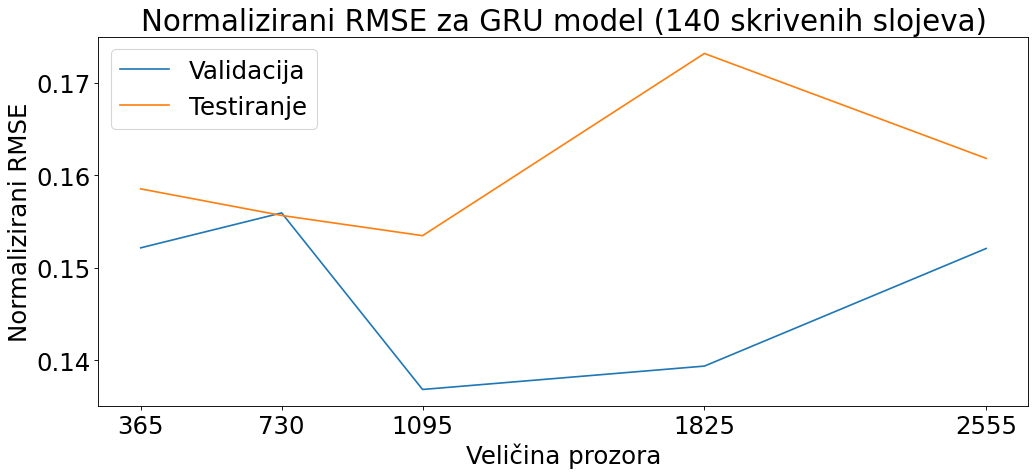 Normalizirani RMSE za GRU model (140 skrivenih slojeva)
Validacija
Testiranje
Normalizirani RMSE
0.17
0.16
0.15
0.14
365 730 1095 1825 2555
Veličina prozora